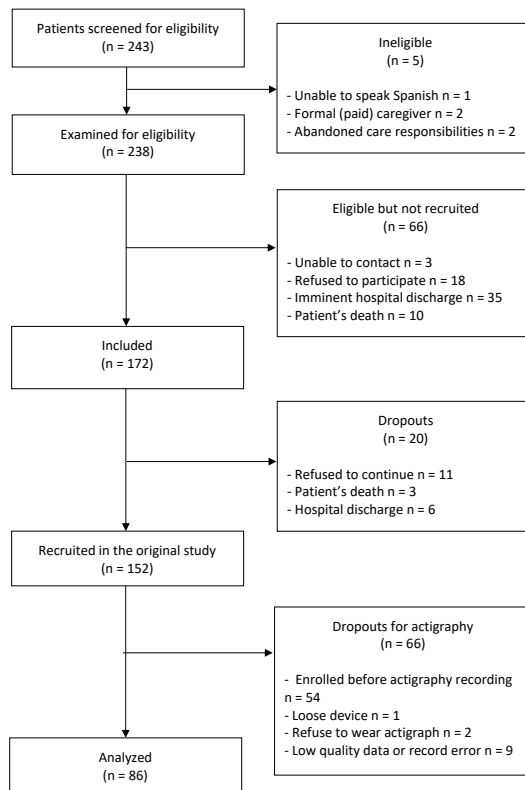 Patients screened for eligibility
(n = 243)
Ineligible
(n = 5)
- Unable to speak Spanish n = 1
- Formal (paid) caregiver n = 2
- Abandoned care responsibilities n = 2
Examined for eligibility
(n = 238)
Eligible but not recruited
(n = 66)
- Unable to contact n = 3
- Refused to participate n = 18
- Imminent hospital discharge n = 35
- Patient’s death n = 10
Included
(n = 172)
Dropouts
(n = 20)
- Refused to continue n = 11
- Patient’s death n = 3
- Hospital discharge n = 6
Recruited in the original study
(n = 152)
Dropouts for actigraphy
(n = 66)
- Enrolled before actigraphy recording
n = 54
- Loose device n = 1
- Refuse to wear actigraph n = 2
- Low quality data or record error n = 9
Analyzed
(n = 86)